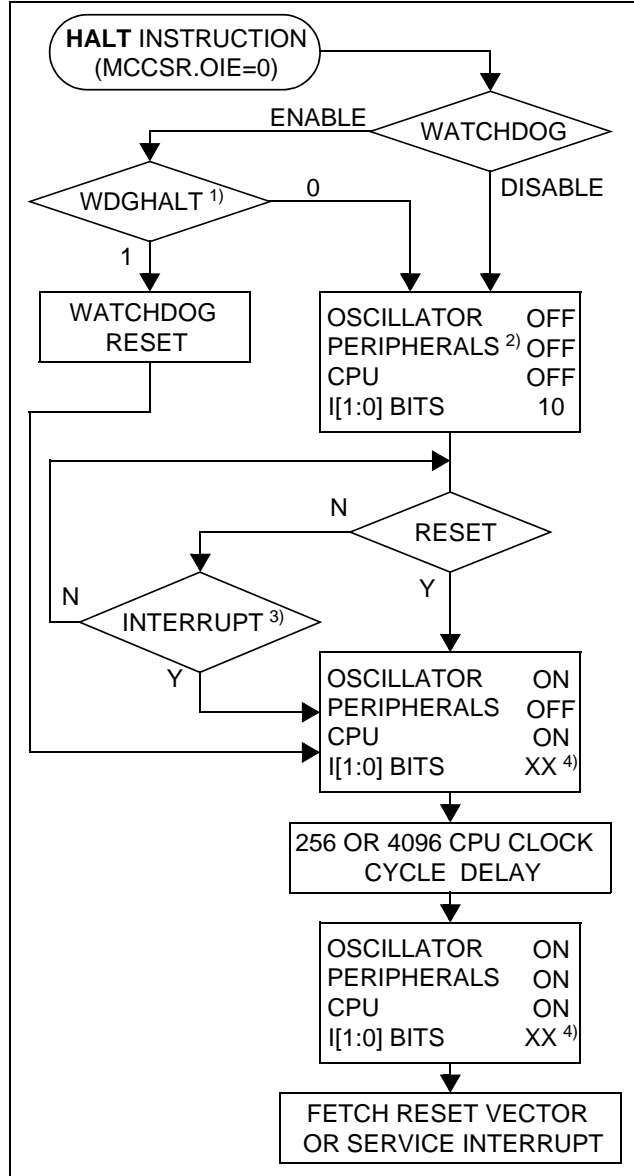 HALT INSTRUCTION
(MCCSR.OIE=0)
ENABLE
WATCHDOG
WDGHALT 1)
0
DISABLE
1
WATCHDOG
RESET
OSCILLATOR OFF
PERIPHERALS 2) OFF
CPU OFF
I[1:0] BITS 10
N
RESET
N
INTERRUPT 3)
Y
Y
OSCILLATOR ON
PERIPHERALS OFF
CPU ON
I[1:0] BITS XX 4)
256 OR 4096 CPU CLOCK
CYCLE DELAY
OSCILLATOR ON
PERIPHERALS ON
CPU ON
I[1:0] BITS XX 4)
FETCH RESET VECTOR
OR SERVICE INTERRUPT